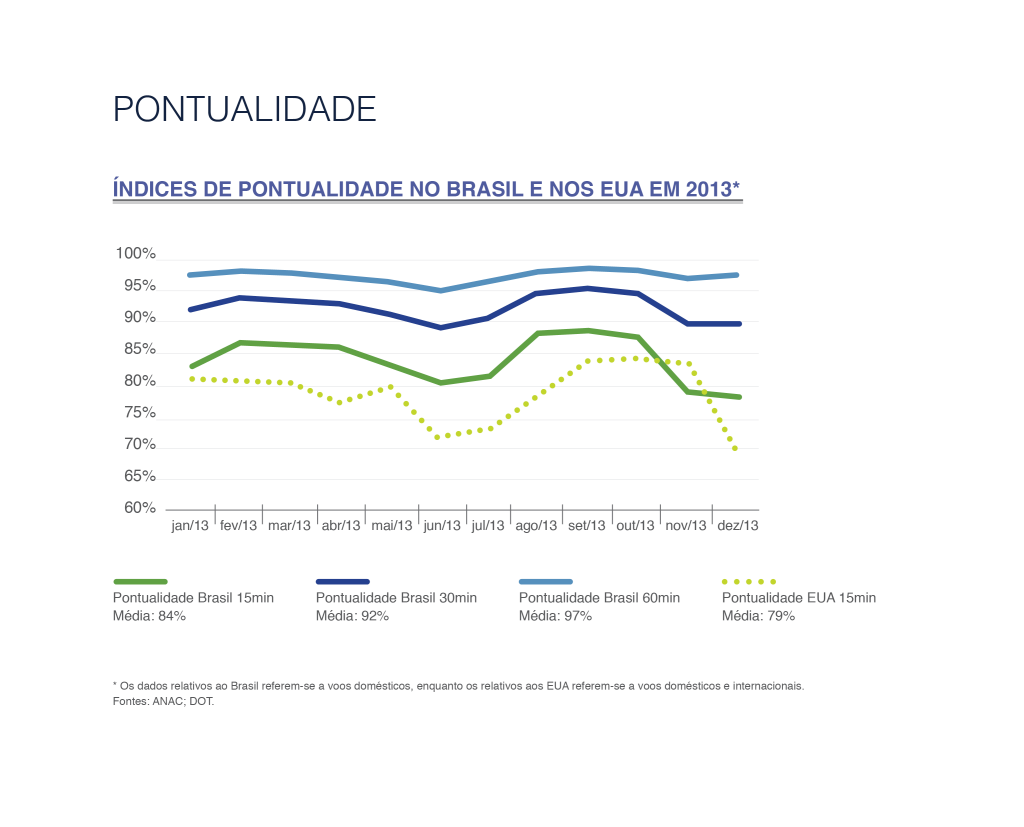 PONTUALIDADE
ÍNDICES DE PONTUALIDADE NO BRASIL E NOS EUA EM 2013*
100%
95%
90%
85%
80%
75%
70%
65%
60%
jan/13 fev/13 mar/13 abr/13 mai/13 jun/13 jul/13 ago/13 set/13 out/13 nov/13 dez/13
Pontualidade Brasil 15min
Média: 84%
Pontualidade Brasil 30min
Média: 92%
Pontualidade Brasil 60min
Média: 97%
Pontualidade EUA 15min
Média: 79%
* Os dados relativos ao Brasil referem-se a voos domésticos, enquanto os relativos aos EUA referem-se a voos domésticos e internacionais.
Fontes: ANAC; DOT.